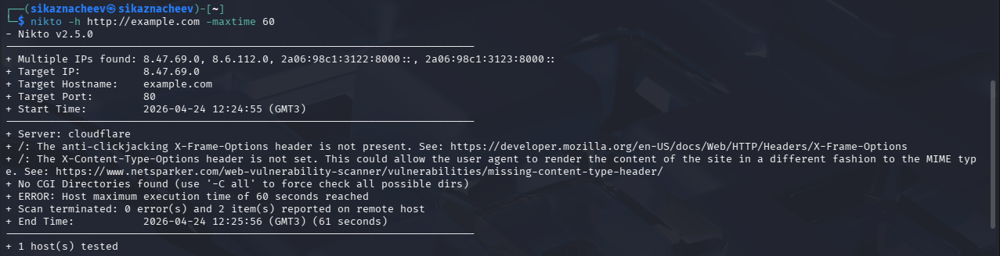 ┌──(sikaznacheev㉿sikaznacheev)-[~]
└─$ nikto -h http://example.com -maxtime 60
- Nikto v2.5.0
---------------------------------------------------------------------------
+ Multiple IPs found: 8.47.69.0, 8.6.112.0, 2a06:98c1:3122:8000::, 2a06:98c1:3123:8000::
+ Target IP:          8.47.69.0
+ Target Hostname:    example.com
+ Target Port:        80
+ Start Time:         2026-04-24 12:24:55 (GMT3)
---------------------------------------------------------------------------
+ Server: cloudflare
+ /: The anti-clickjacking X-Frame-Options header is not present. See: https://developer.mozilla.org/en-US/docs/Web/HTTP/Headers/X-Frame-Options
+ /: The X-Content-Type-Options header is not set. This could allow the user agent to render the content of the site in a different fashion to the MIME typ
e. See: https://www.netsparker.com/web-vulnerability-scanner/vulnerabilities/missing-content-type-header/
+ No CGI Directories found (use '-C all' to force check all possible dirs)
+ ERROR: Host maximum execution time of 60 seconds reached
+ Scan terminated: 0 error(s) and 2 item(s) reported on remote host
+ End Time:           2026-04-24 12:25:56 (GMT3) (61 seconds)
---------------------------------------------------------------------------
+ 1 host(s) tested